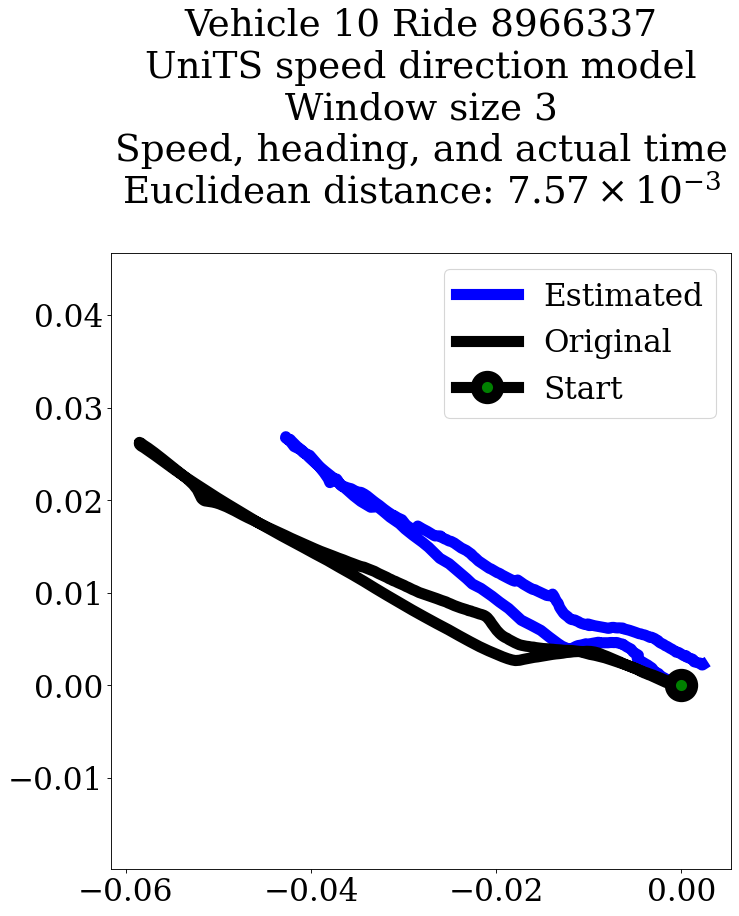 Vehicle 10 Ride 8966337
UniTS speed direction model
Window size 3
Speed, heading, and actual time
Euclidean distance: 7.57 × 10⁻³
Estimated
Original
Start
0.04
0.03
0.02
0.01
0.00
−0.01
−0.06
−0.04
−0.02
0.00